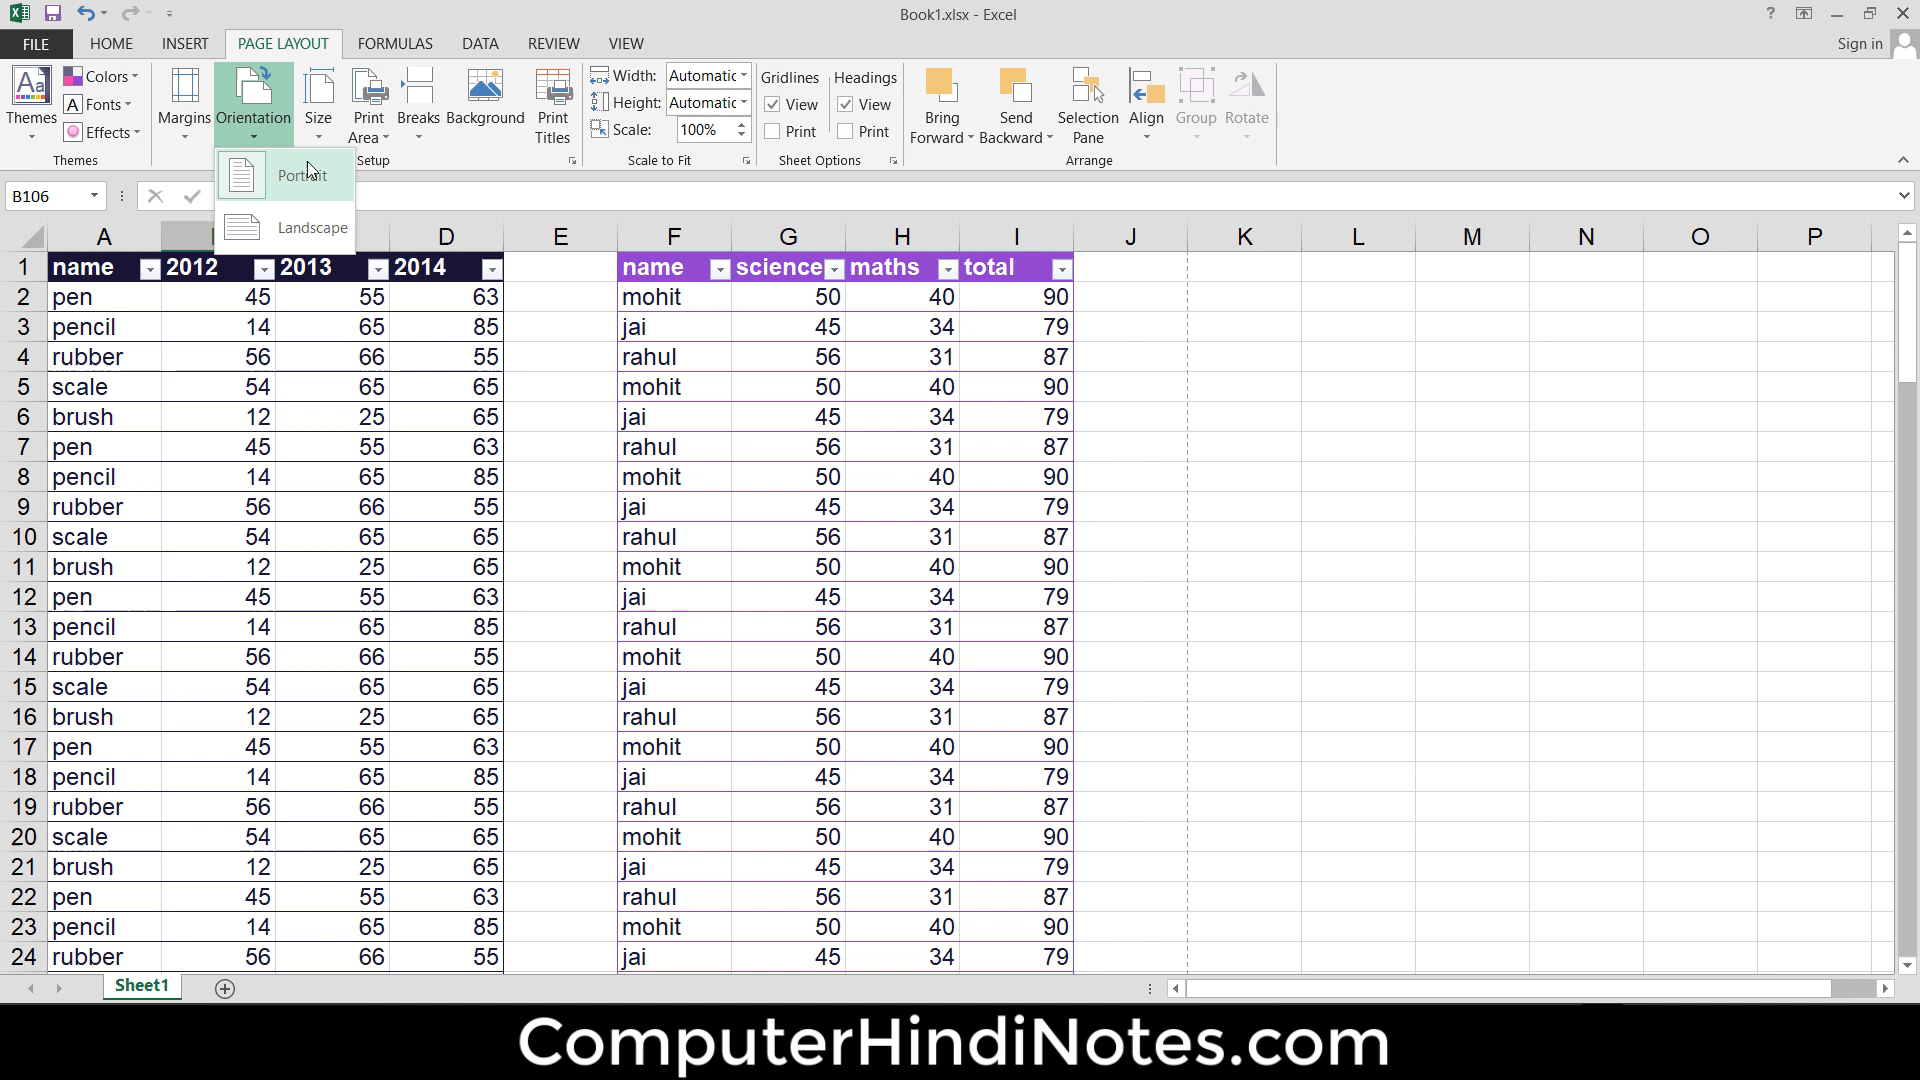 Book1.xlsx - Excel
?
FILE HOME INSERT PAGE LAYOUT FORMULAS DATA REVIEW VIEW
Sign in
Themes
Colors
Fonts
Effects
Themes
Margins
Orientation
Size
Print
Area
Breaks
Background
Print
Titles
Setup
Width: Automatic
Height: Automatic
Scale: 100%
Scale to Fit
Gridlines
View
Print
Headings
View
Print
Sheet Options
Bring
Forward
Send
Backward
Selection
Pane
Align
Group
Rotate
Arrange
Portrait
Landscape
B106
A D E F G H I J K L M N O P
1 name 2012 2013 2014 name science maths total
2 pen 45 55 63 mohit 50 40 90
3 pencil 14 65 85 jai 45 34 79
4 rubber 56 66 55 rahul 56 31 87
5 scale 54 65 65 mohit 50 40 90
6 brush 12 25 65 jai 45 34 79
7 pen 45 55 63 rahul 56 31 87
8 pencil 14 65 85 mohit 50 40 90
9 rubber 56 66 55 jai 45 34 79
10 scale 54 65 65 rahul 56 31 87
11 brush 12 25 65 mohit 50 40 90
12 pen 45 55 63 jai 45 34 79
13 pencil 14 65 85 rahul 56 31 87
14 rubber 56 66 55 mohit 50 40 90
15 scale 54 65 65 jai 45 34 79
16 brush 12 25 65 rahul 56 31 87
17 pen 45 55 63 mohit 50 40 90
18 pencil 14 65 85 jai 45 34 79
19 rubber 56 66 55 rahul 56 31 87
20 scale 54 65 65 mohit 50 40 90
21 brush 12 25 65 jai 45 34 79
22 pen 45 55 63 rahul 56 31 87
23 pencil 14 65 85 mohit 50 40 90
24 rubber 56 66 55 jai 45 34 79
Sheet1
ComputerHindiNotes.com